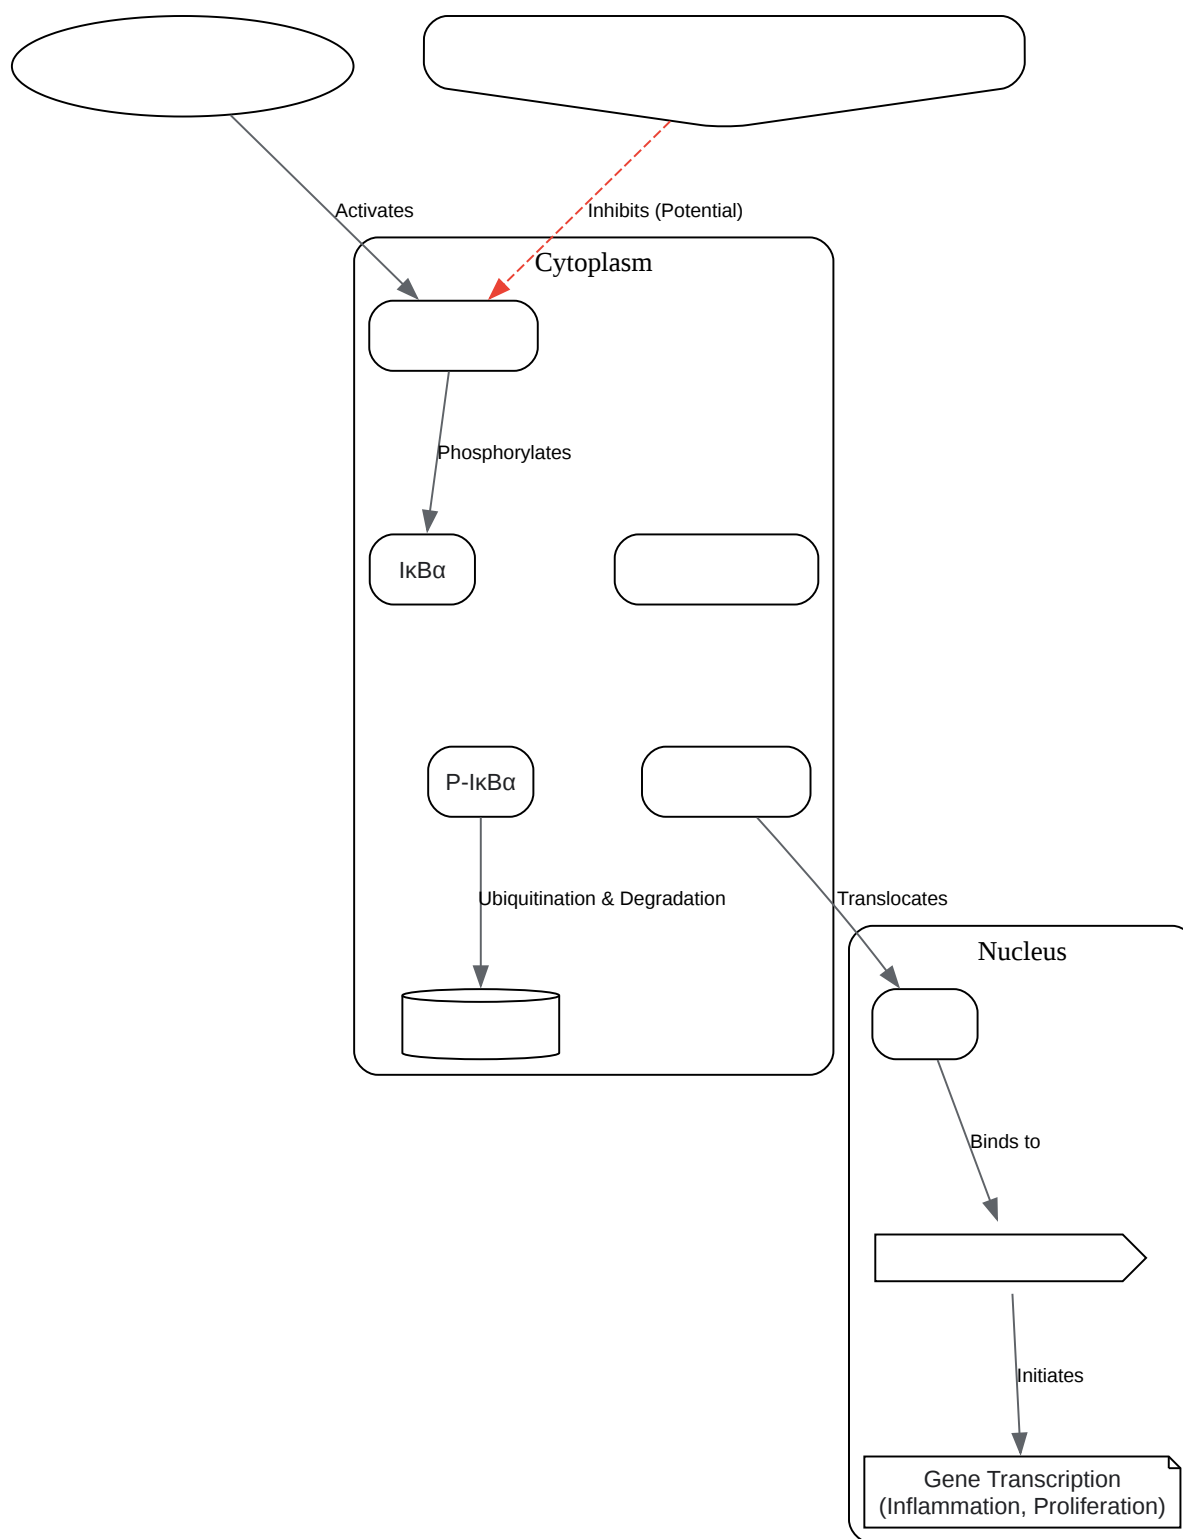 Activates
Inhibits (Potential)
Cytoplasm
Phosphorylates
IκBα
P-IκBα
Ubiquitination & Degradation
Translocates
Nucleus
Binds to
Initiates
Gene Transcription
(Inflammation, Proliferation)